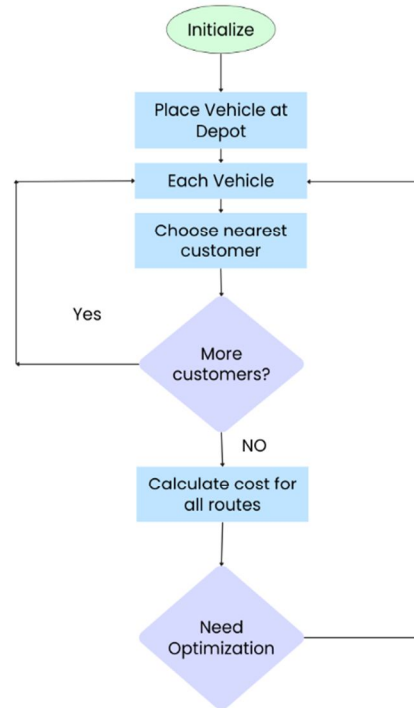 Initialize
Place Vehicle at
Depot
Each Vehicle
Choose nearest
customer
Yes
More
customers?
NO
Calculate cost for
all routes
Need
Optimization